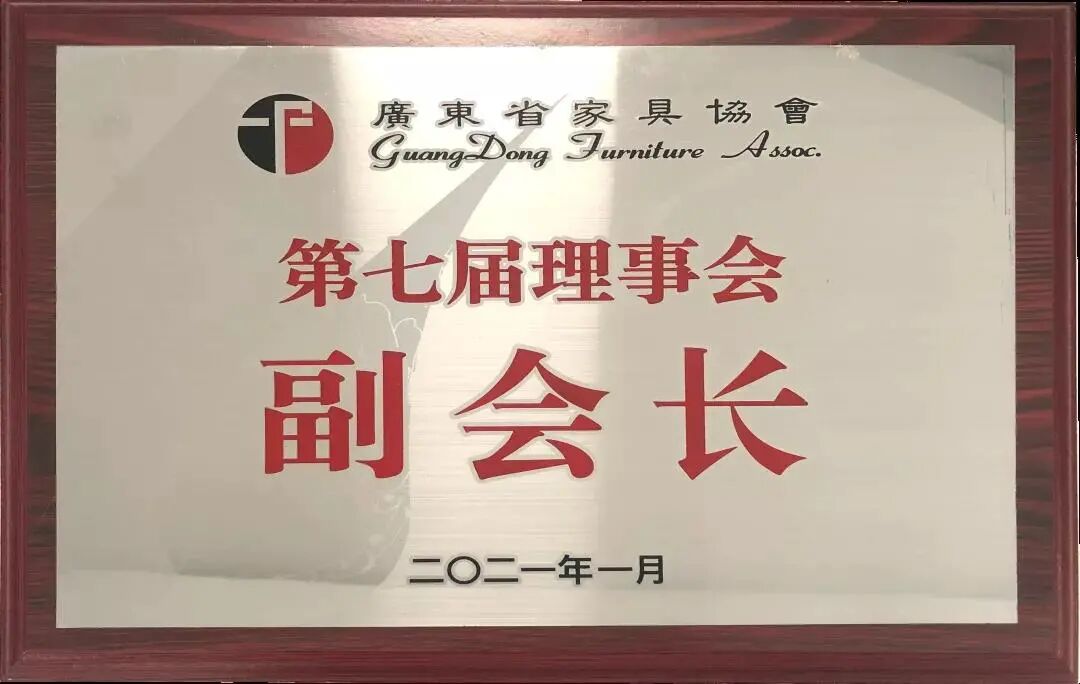 廣東省家具協會
GuangDong Furniture Assoc.
第七届理事会
副会长
二〇二一年一月